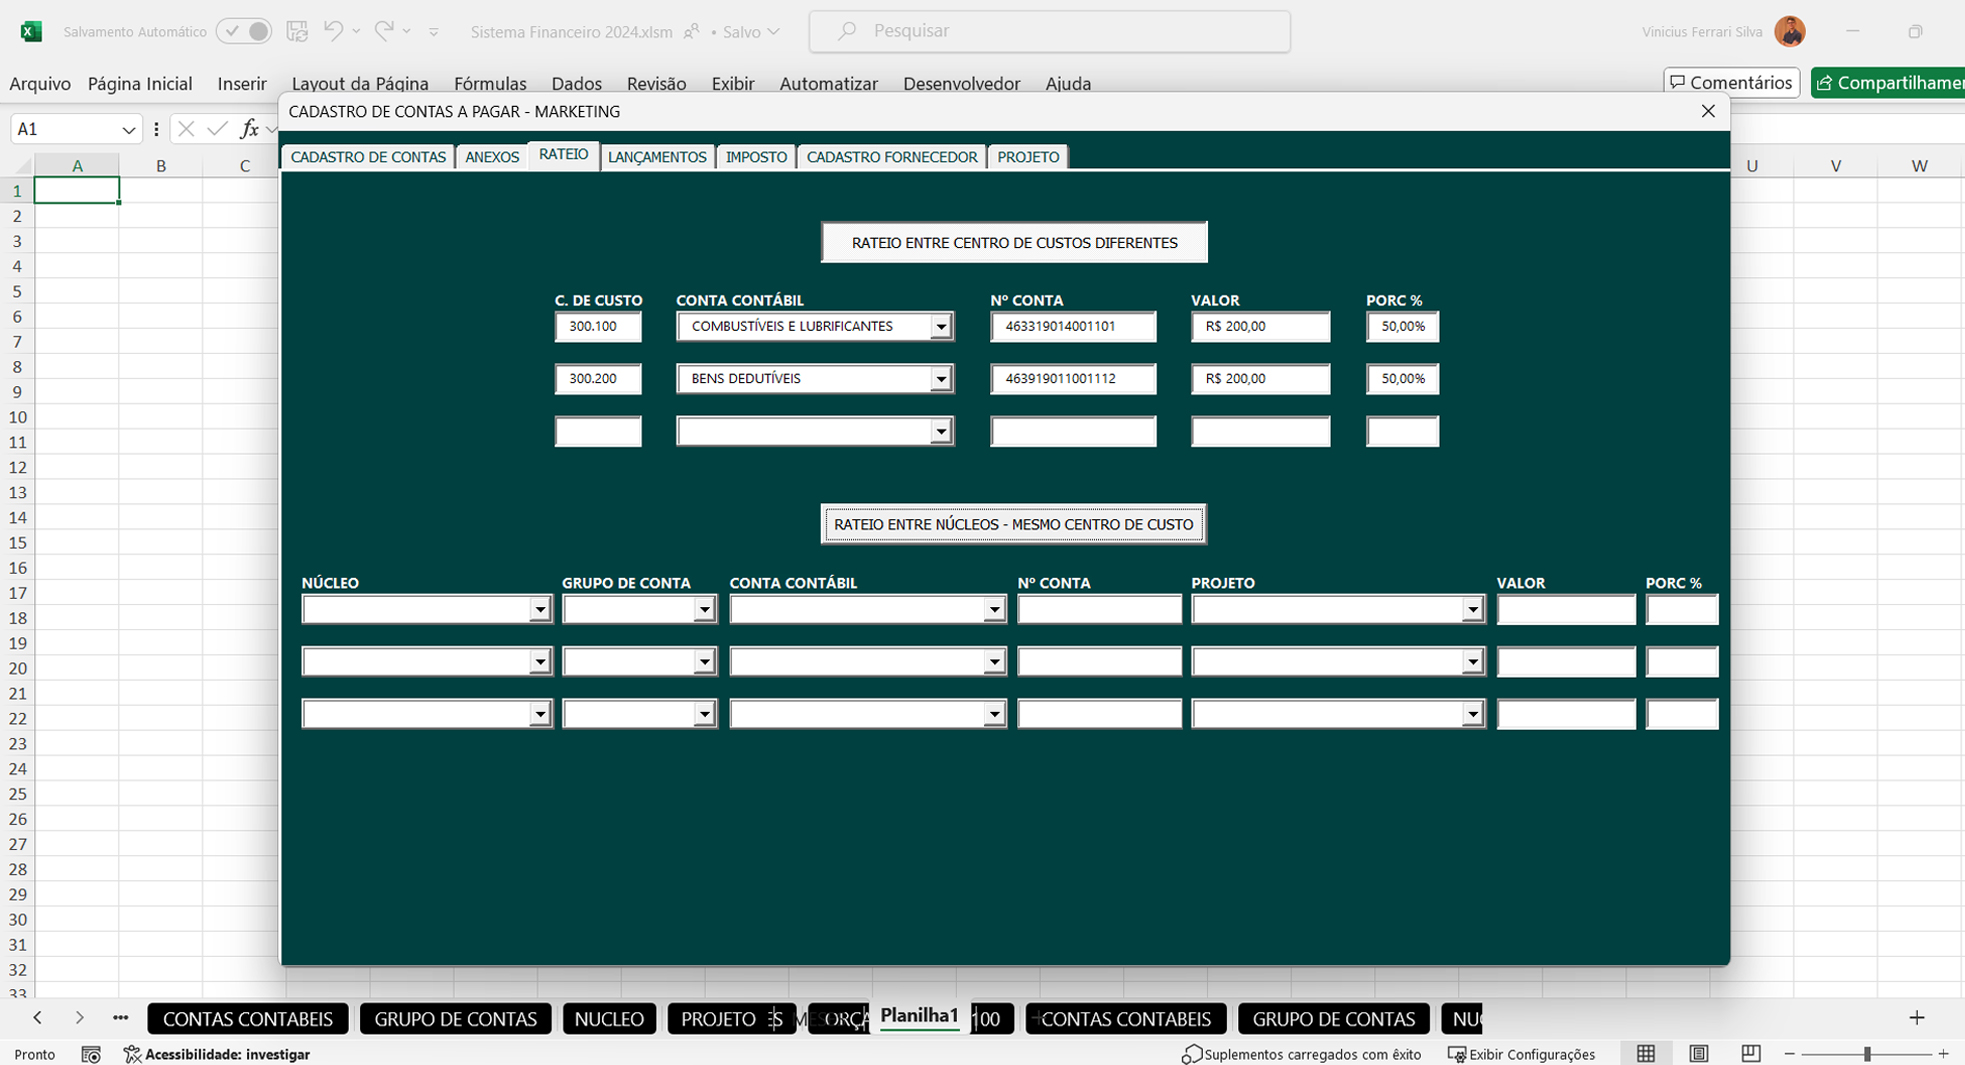 Salvamento Automático
Sistema Financeiro 2024.xlsm • Salvo
Pesquisar
Vinicius Ferrari Silva
Arquivo Página Inicial Inserir Layout da Página Fórmulas Dados Revisão Exibir Automatizar Desenvolvedor Ajuda
Comentários
Compartilhamen
CADASTRO DE CONTAS A PAGAR - MARKETING
A1
fx
CADASTRO DE CONTAS ANEXOS RATEIO LANÇAMENTOS IMPOSTO CADASTRO FORNECEDOR PROJETO
A B C U V W
1
2
3
4
5
6
7
8
9
10
11
12
13
14
15
16
17
18
19
20
21
22
23
24
25
26
27
28
29
30
31
32
33
RATEIO ENTRE CENTRO DE CUSTOS DIFERENTES
C. DE CUSTO CONTA CONTÁBIL Nº CONTA VALOR PORC %
300.100 COMBUSTÍVEIS E LUBRIFICANTES 463319014001101 R$ 200,00 50,00%
300.200 BENS DEDUTÍVEIS 463919011001112 R$ 200,00 50,00%
RATEIO ENTRE NÚCLEOS - MESMO CENTRO DE CUSTO
NÚCLEO GRUPO DE CONTA CONTA CONTÁBIL Nº CONTA PROJETO VALOR PORC %
CONTAS CONTABEIS GRUPO DE CONTAS NUCLEO PROJETO ORÇA Planilha1 100 CONTAS CONTABEIS GRUPO DE CONTAS NU
Pronto
Acessibilidade: investigar
Suplementos carregados com êxito
Exibir Configurações